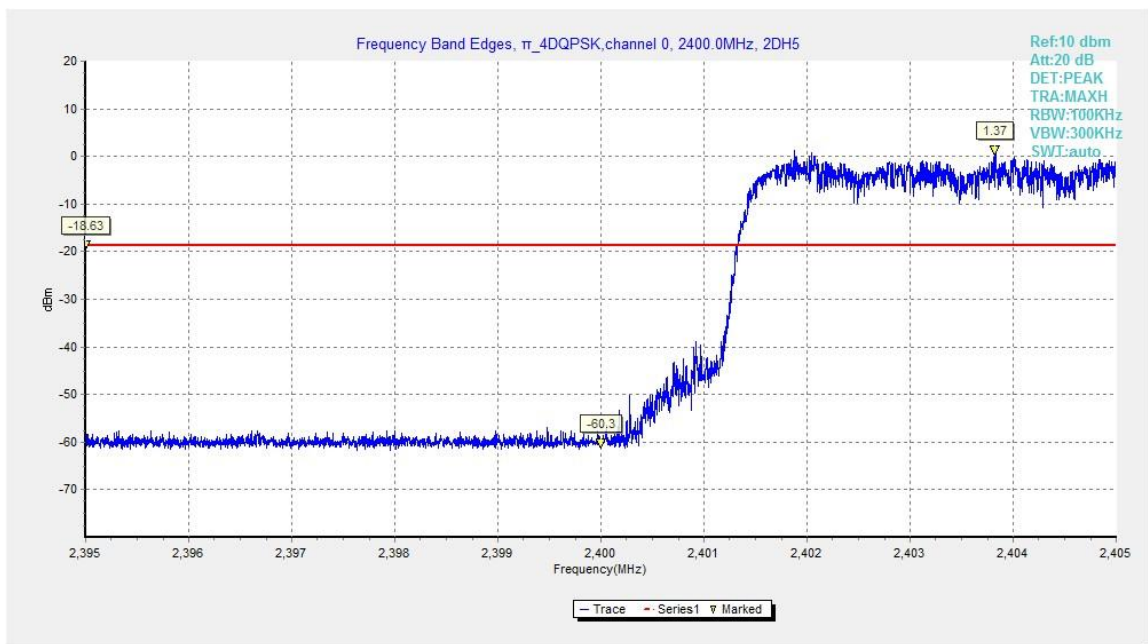 Frequency Band Edges, π_4DQPSK,channel 0, 2400.0MHz, 2DH5
Ref:10 dbm
Att:20 dB
DET:PEAK
TRA:MAXH
RBW:100KHz
VBW:300KHz
SWT:auto
20
10
0
-10
-20
-30
-40
-50
-60
-70
dBm
1.37
-18.63
-60.3
2,395 2,396 2,397 2,398 2,399 2,400 2,401 2,402 2,403 2,404 2,405
Frequency(MHz)
Trace Series1 Marked